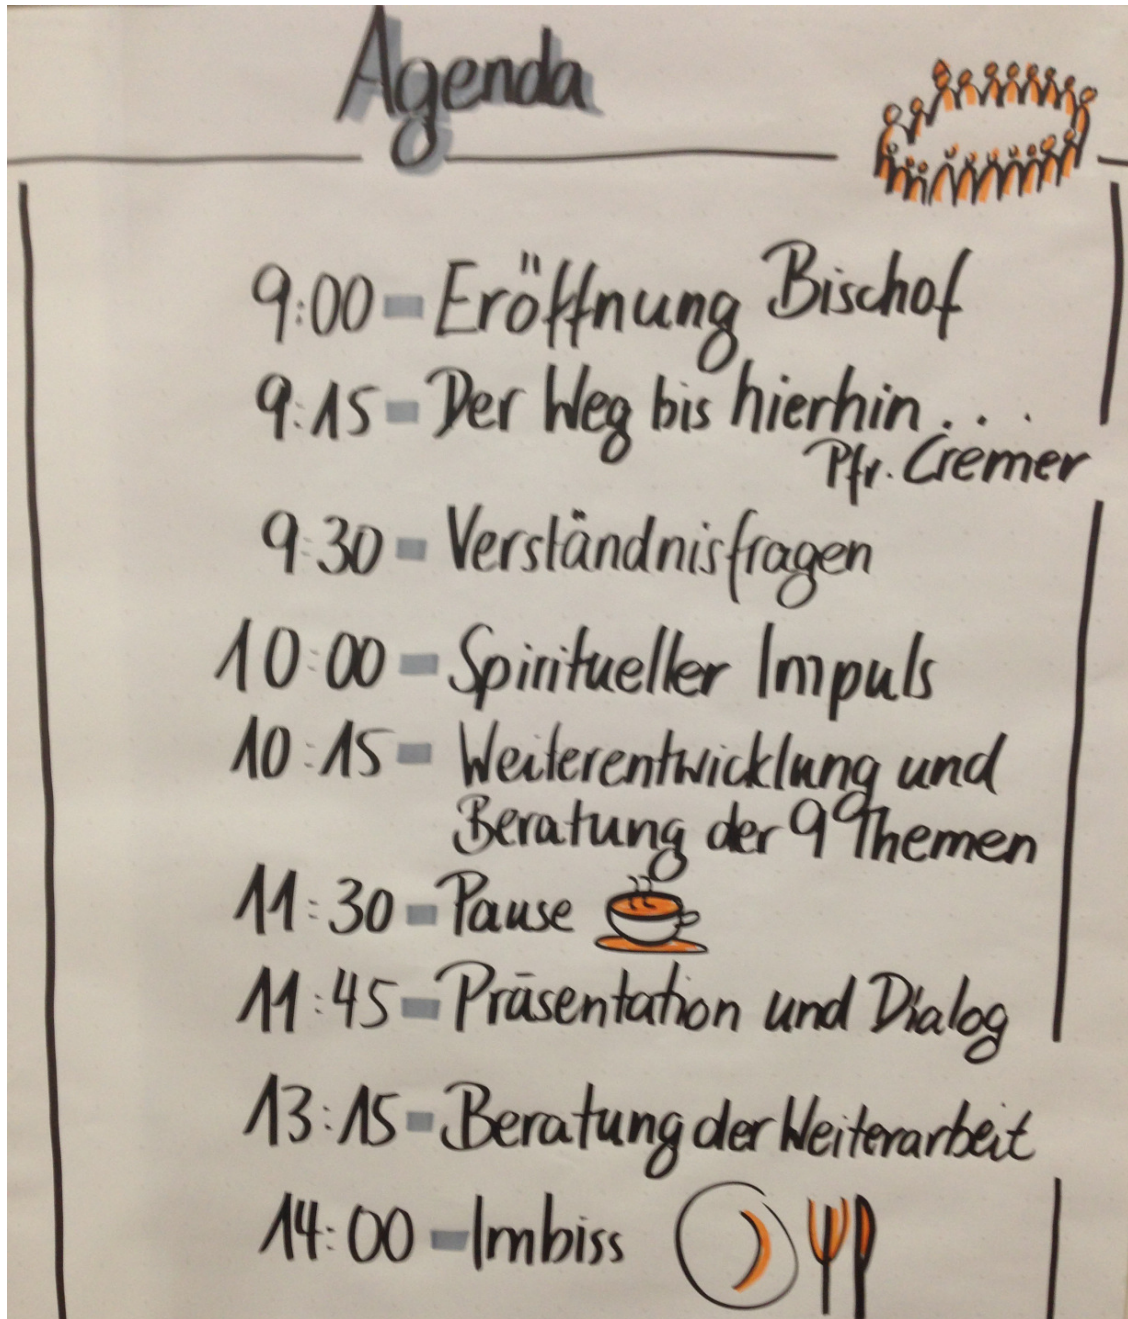 Agenda
9:00 - Eröffnung Bischof
9:15 - Der Weg bis hierhin...
Pfr. Cremer
9:30 - Verständnisfragen
10:00 - Spiritueller Impuls
10:15 - Weiterentwicklung und
Beratung der 9 Themen
11:30 - Pause
11:45 - Präsentation und Dialog
13:15 - Beratung der Weiterarbeit
14:00 - Imbiss